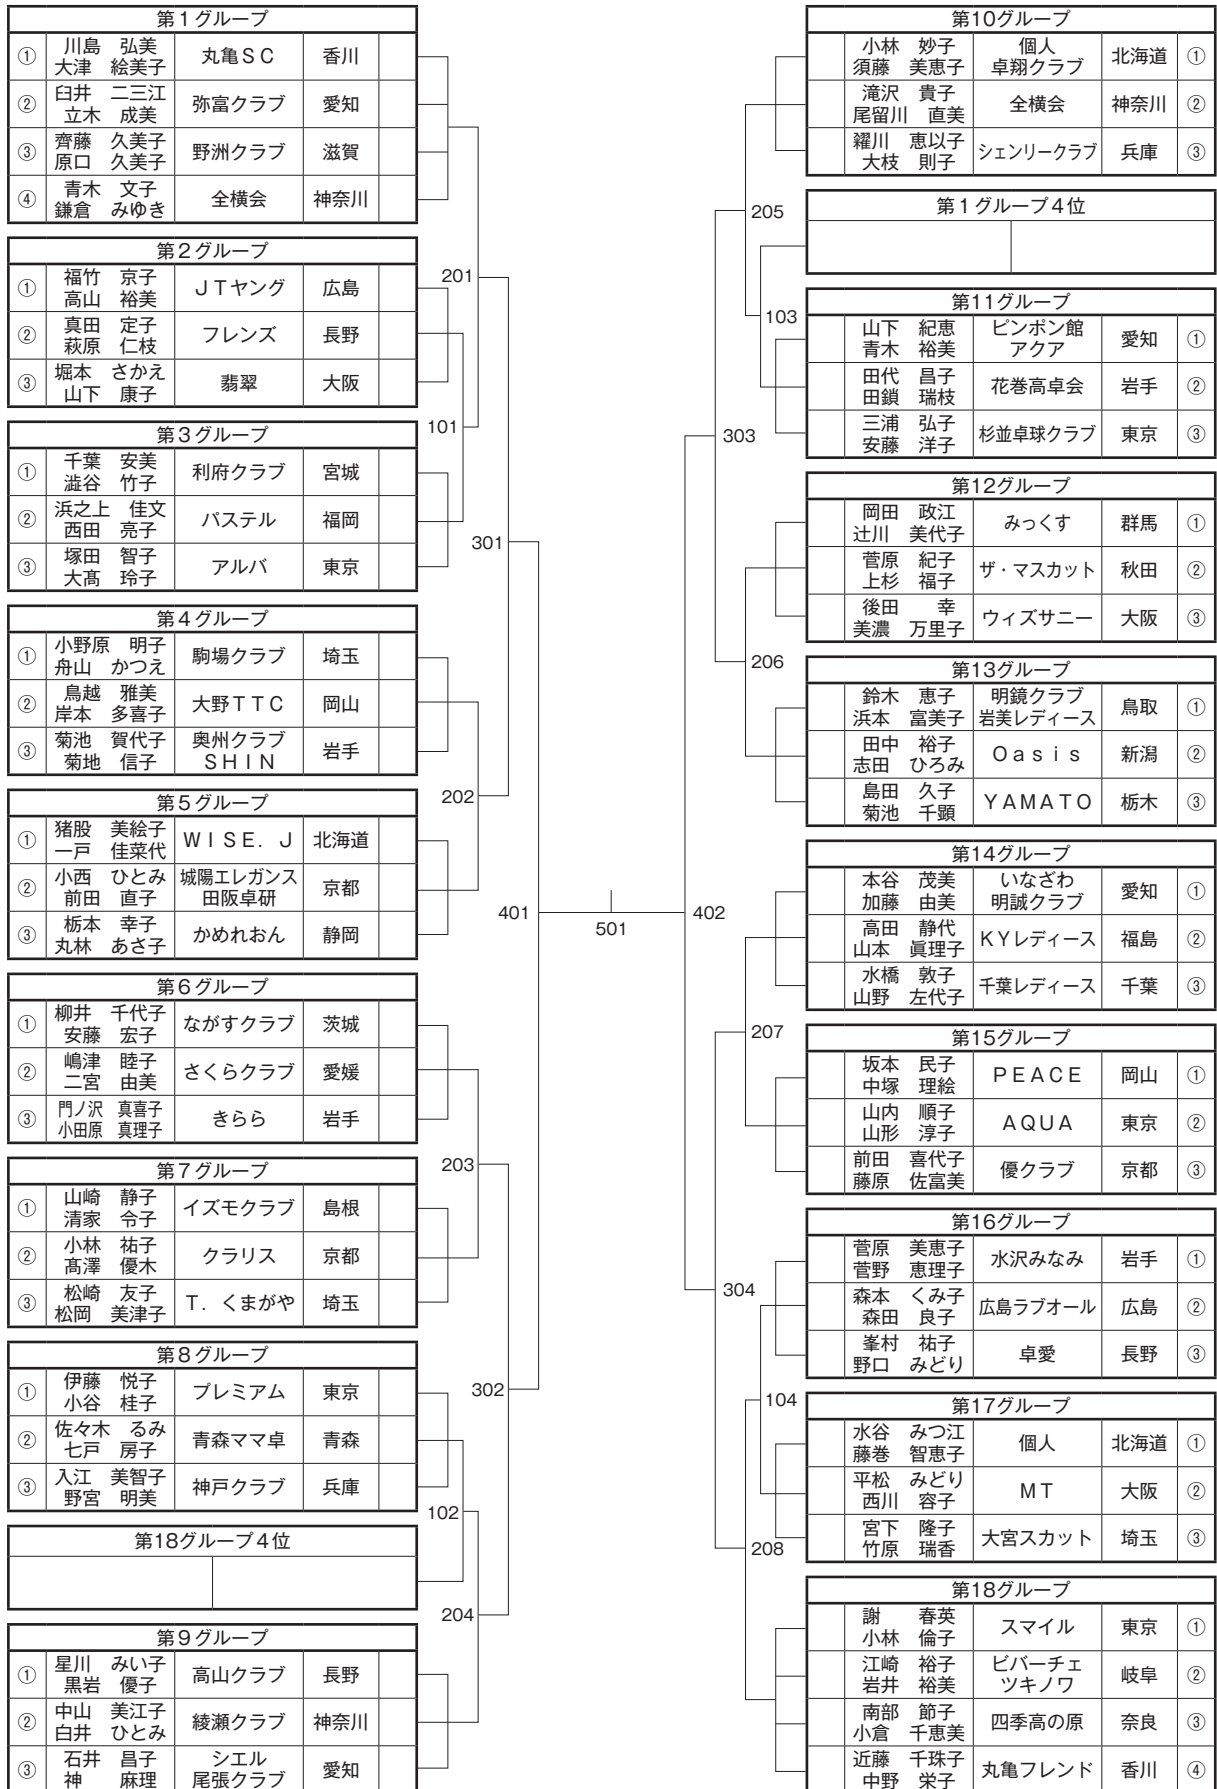 第1グループ
① 川島 弘美 丸亀SC 香川
大津 絵美子
② 臼井 二三江 弥富クラブ 愛知
立木 成美
③ 齊藤 久美子 野洲クラブ 滋賀
原口 久美子
④ 青木 文子 全横会 神奈川
鎌倉 みゆき
第2グループ
① 福竹 京子 JTヤング 広島
高山 裕美
② 真田 定子 フレンズ 長野
萩原 仁枝
③ 堀本 さかえ 翡翠 大阪
山下 康子
第3グループ
① 千葉 安美 利府クラブ 宮城
澁谷 竹子
② 浜之上 佳文 パステル 福岡
西田 亮子
③ 塚田 智子 アルバ 東京
大髙 玲子
第4グループ
① 小野原 明子 駒場クラブ 埼玉
舟山 かつえ
② 鳥越 雅美 大野TTC 岡山
岸本 多喜子
③ 菊池 賀代子 奥州クラブ 岩手
菊地 信子 SHIN
第5グループ
① 猪股 美絵子 WISE.J 北海道
一戸 佳菜代
② 小西 ひとみ 城陽エレガンス 京都
前田 直子 田阪卓研
③ 栃本 幸子 かめれおん 静岡
丸林 あさ子
第6グループ
① 柳井 千代子 ながすクラブ 茨城
安藤 宏子
② 嶋津 睦子 さくらクラブ 愛媛
二宮 由美
③ 門ノ沢 真喜子 きらら 岩手
小田原 真理子
第7グループ
① 山崎 静子 イズモクラブ 島根
清家 令子
② 小林 祐子 クラリス 京都
髙澤 優木
③ 松崎 友子 T.くまがや 埼玉
松岡 美津子
第8グループ
① 伊藤 悦子 プレミアム 東京
小谷 桂子
② 佐々木 るみ 青森ママ卓 青森
七戸 房子
③ 入江 美智子 神戸クラブ 兵庫
野宮 明美
第18グループ4位
第9グループ
① 星川 みい子 高山クラブ 長野
黒岩 優子
② 中山 美江子 綾瀬クラブ 神奈川
白井 ひとみ
③ 石井 昌子 シエル 愛知
神 麻理 尾張クラブ
201
101
301
202
401
203
302
102
204
501
205
103
303
206
402
207
304
104
208
第10グループ
小林 妙子 個人 北海道 ①
須藤 美恵子 卓翔クラブ
滝沢 貴子 全横会 神奈川 ②
尾留川 直美
糴川 恵以子 シェンリークラブ 兵庫 ③
大枝 則子
第1グループ4位
第11グループ
山下 紀恵 ピンポン館 愛知 ①
青木 裕美 アクア
田代 昌子 花巻高卓会 岩手 ②
田鎖 瑞枝
三浦 弘子 杉並卓球クラブ 東京 ③
安藤 洋子
第12グループ
岡田 政江 みっくす 群馬 ①
辻川 美代子
菅原 紀子 ザ・マスカット 秋田 ②
上杉 福子
後田 幸 ウィズサニー 大阪 ③
美濃 万里子
第13グループ
鈴木 恵子 明鏡クラブ 鳥取 ①
浜本 富美子 岩美レディース
田中 裕子 Oasis 新潟 ②
志田 ひろみ
島田 久子 YAMATO 栃木 ③
菊池 千顕
第14グループ
本谷 茂美 いなざわ 愛知 ①
加藤 由美 明誠クラブ
高田 静代 KYレディース 福島 ②
山本 眞理子
水橋 敦子 千葉レディース 千葉 ③
山野 左代子
第15グループ
坂本 民子 PEACE 岡山 ①
中塚 理絵
山内 順子 AQUA 東京 ②
山形 淳子
前田 喜代子 優クラブ 京都 ③
藤原 佐富美
第16グループ
菅原 美恵子 水沢みなみ 岩手 ①
菅野 恵理子
森本 くみ子 広島ラブオール 広島 ②
森田 良子
峯村 祐子 卓愛 長野 ③
野口 みどり
第17グループ
水谷 みつ江 個人 北海道 ①
藤巻 智恵子
平松 みどり MT 大阪 ②
西川 容子
宮下 隆子 大宮スカット 埼玉 ③
竹原 瑞香
第18グループ
謝 春英 スマイル 東京 ①
小林 倫子
江崎 裕子 ビバーチェ 岐阜 ②
岩井 裕美 ツキノワ
南部 節子 四季高の原 奈良 ③
小倉 千恵美
近藤 千珠子 丸亀フレンド 香川 ④
中野 栄子